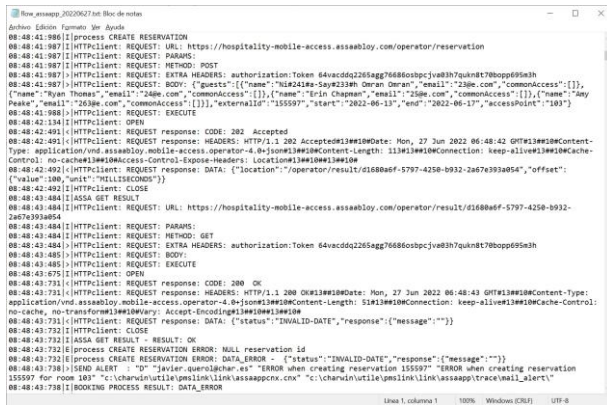 flow_assaapp_20220627.txt: Bloc de notas
Archivo Edición Formato Ver Ayuda
08:48:41:986|I|process CREATE RESERVATION
08:48:41:987|I|HTTPclient: REQUEST: URL: https://hospitality-mobile-access.assaabloy.com/operator/reservation
08:48:41:987|I|HTTPclient: REQUEST: PARAMS:
08:48:41:987|I|HTTPclient: REQUEST: METHOD: POST
08:48:41:987|>|HTTPclient: REQUEST: EXTRA HEADERS: authorization:Token 64vacddq2265agg76686osbpcjva03h7qukn8t70bopp695m3h
08:48:41:987|>|HTTPclient: REQUEST: BODY: {"guests":[{"name":"Ni#241#a-Say#233#h Omran Omran","email":"23@e.com","commonAccess":[]},
{"name":"Ryan Thomas","email":"24@e.com","commonAccess":[]},{"name":"Erin Chapman","email":"25@e.com","commonAccess":[]},{"name":"Amy
Peake","email":"263@e.com","commonAccess":[]}],"externalId":"155597","start":"2022-06-13","end":"2022-06-17","accessPoint":"103"}
08:48:41:988|>|HTTPclient: REQUEST: EXECUTE
08:48:42:134|I|HTTPclient: OPEN
08:48:42:491|<|HTTPclient: REQUEST response: CODE: 202 Accepted
08:48:42:491|<|HTTPclient: REQUEST response: HEADERS: HTTP/1.1 202 Accepted#13##10#Date: Mon, 27 Jun 2022 06:48:42 GMT#13##10#Content-
Type: application/vnd.assaabloy.mobile-access.operator-4.0+json#13##10#Content-Length: 113#13##10#Connection: keep-alive#13##10#Cache-
Control: no-cache#13##10#Access-Control-Expose-Headers: Location#13##10##13##10#
08:48:42:492|<|HTTPclient: REQUEST response: DATA: {"location":"/operator/result/d1680a6f-5797-4250-b932-2a67e393a054","offset":
{"value":100,"unit":"MILLISECONDS"}}
08:48:42:492|I|HTTPclient: CLOSE
08:48:43:484|I|ASSA GET RESULT
08:48:43:484|I|HTTPclient: REQUEST: URL: https://hospitality-mobile-access.assaabloy.com/operator/result/d1680a6f-5797-4250-b932-
2a67e393a054
08:48:43:484|I|HTTPclient: REQUEST: PARAMS:
08:48:43:484|I|HTTPclient: REQUEST: METHOD: GET
08:48:43:484|>|HTTPclient: REQUEST: EXTRA HEADERS: authorization:Token 64vacddq2265agg76686osbpcjva03h7qukn8t70bopp695m3h
08:48:43:485|>|HTTPclient: REQUEST: BODY:
08:48:43:485|>|HTTPclient: REQUEST: EXECUTE
08:48:43:675|I|HTTPclient: OPEN
08:48:43:731|<|HTTPclient: REQUEST response: CODE: 200 OK
08:48:43:731|<|HTTPclient: REQUEST response: HEADERS: HTTP/1.1 200 OK#13##10#Date: Mon, 27 Jun 2022 06:48:43 GMT#13##10#Content-Type:
application/vnd.assaabloy.mobile-access.operator-4.0+json#13##10#Content-Length: 51#13##10#Connection: keep-alive#13##10#Cache-Control:
no-cache, no-transform#13##10#Vary: Accept-Encoding#13##10##13##10#
08:48:43:731|<|HTTPclient: REQUEST response: DATA: {"status":"INVALID-DATE","response":{"message":""}}
08:48:43:732|I|HTTPclient: CLOSE
08:48:43:732|I|ASSA GET RESULT - RESULT: OK
08:48:43:732|E|process CREATE RESERVATION ERROR: NULL reservation id
08:48:43:732|E|process CREATE RESERVATION ERROR: DATA_ERROR - {"status":"INVALID-DATE","response":{"message":""}}
08:48:43:738|>|SEND ALERT : "D" "javier.querol@char.es" "ERROR when creating reservation 155597" "ERROR when creating reservation
155597 for room 103" "c:\charwin\utile\pmslink\link\assaappcnx.cnx" "c:\charwin\utile\pmslink\link\assaapp\trace\mail_alert\"
08:48:43:738|I|BOOKING PROCESS RESULT: DATA_ERROR
Línea 1, columna 1 100% Windows (CRLF) UTF-8